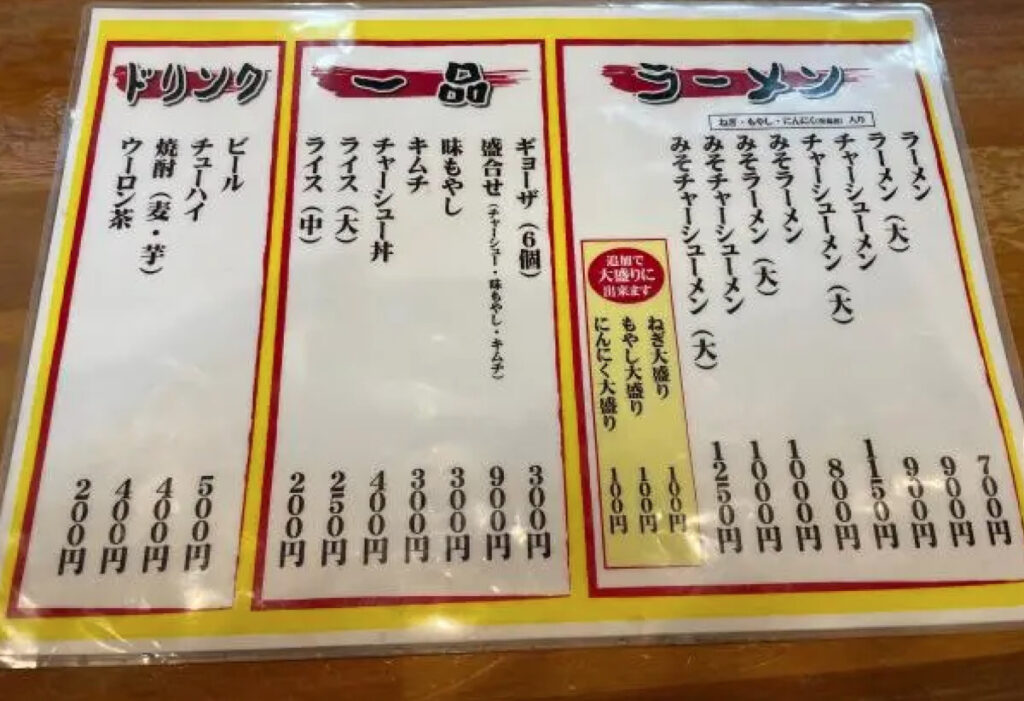 ラーメン
ねぎ・もやし・にんにく 入り
ラーメン 700円
ラーメン（大） 900円
チャーシューメン 900円
チャーシューメン（大） 1150円
みそラーメン 800円
みそラーメン（大） 1000円
みそチャーシューメン 1000円
みそチャーシューメン（大） 1250円
追加で
大盛りに
出来ます
ねぎ大盛り 100円
もやし大盛り 100円
にんにく大盛り 100円
一品
ギョーザ（6個） 300円
盛合せ（チャーシュー・味もやし・キムチ） 900円
味もやし 300円
キムチ 300円
チャーシュー丼 400円
ライス（大） 250円
ライス（中） 200円
ドリンク
ビール 500円
チューハイ 400円
焼酎（麦・芋） 400円
ウーロン茶 200円